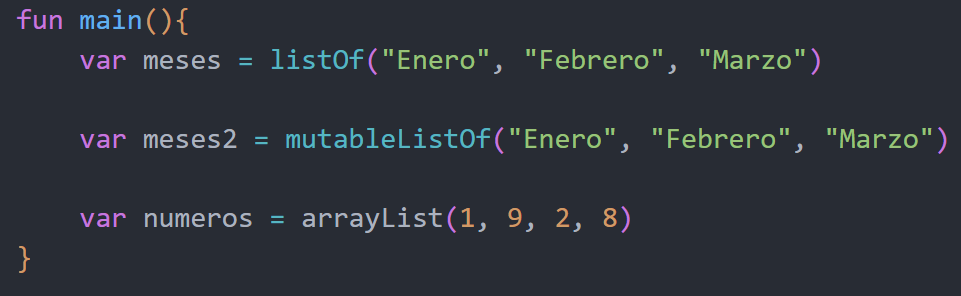 fun main(){
    var meses = listOf("Enero", "Febrero", "Marzo")
    var meses2 = mutableListOf("Enero", "Febrero", "Marzo")
    var numeros = arrayList(1, 9, 2, 8)
}